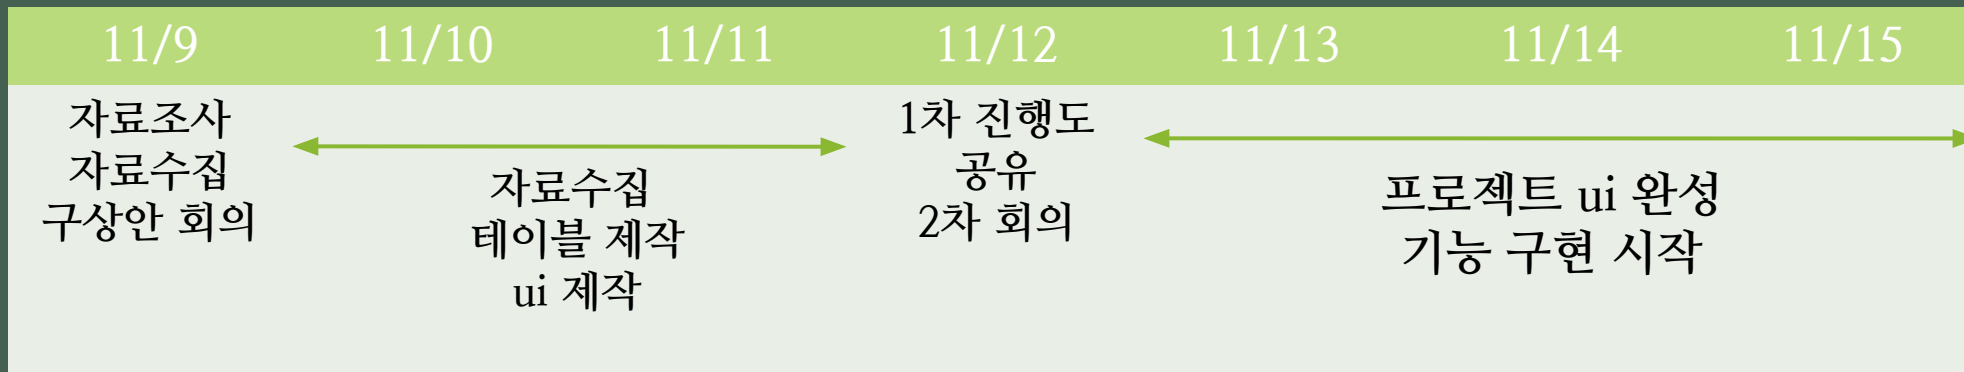 11/9 11/10 11/11 11/12 11/13 11/14 11/15
자료조사
자료수집
구상안 회의
자료수집
테이블 제작
ui 제작
1차 진행도
공유
2차 회의
프로젝트 ui 완성
기능 구현 시작